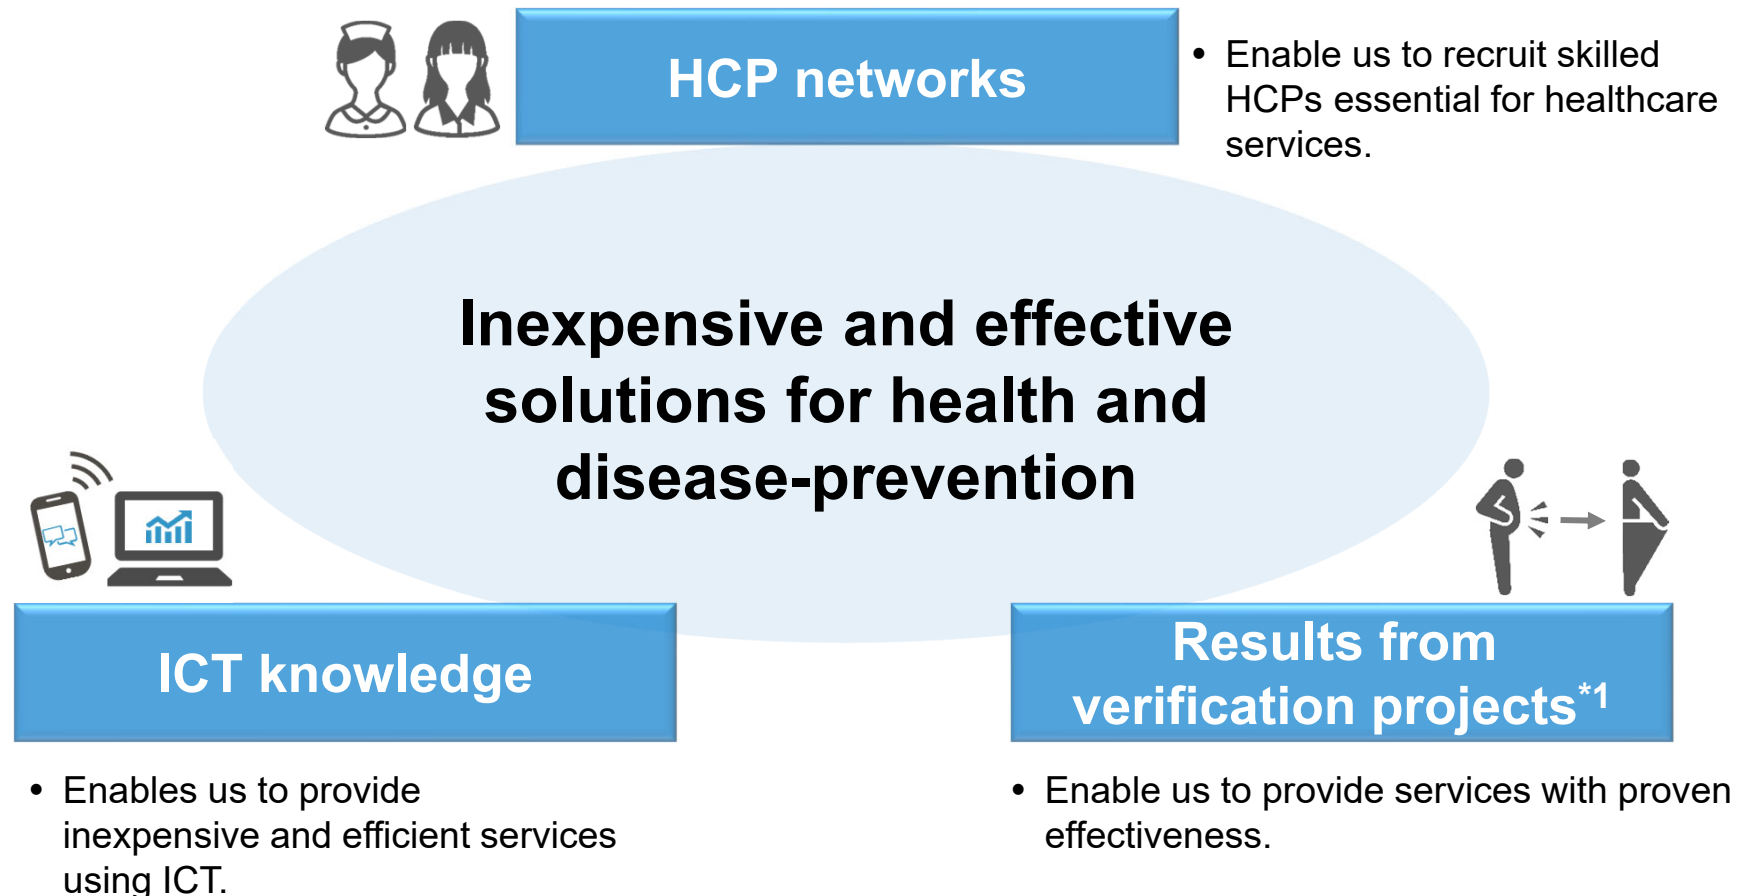 HCP networks
• Enable us to recruit skilled
HCPs essential for healthcare
services.
Inexpensive and effective
solutions for health and
disease-prevention
ICT knowledge
• Enables us to provide
inexpensive and efficient services
using ICT.
Results from
verification projects*1
• Enable us to provide services with proven
effectiveness.